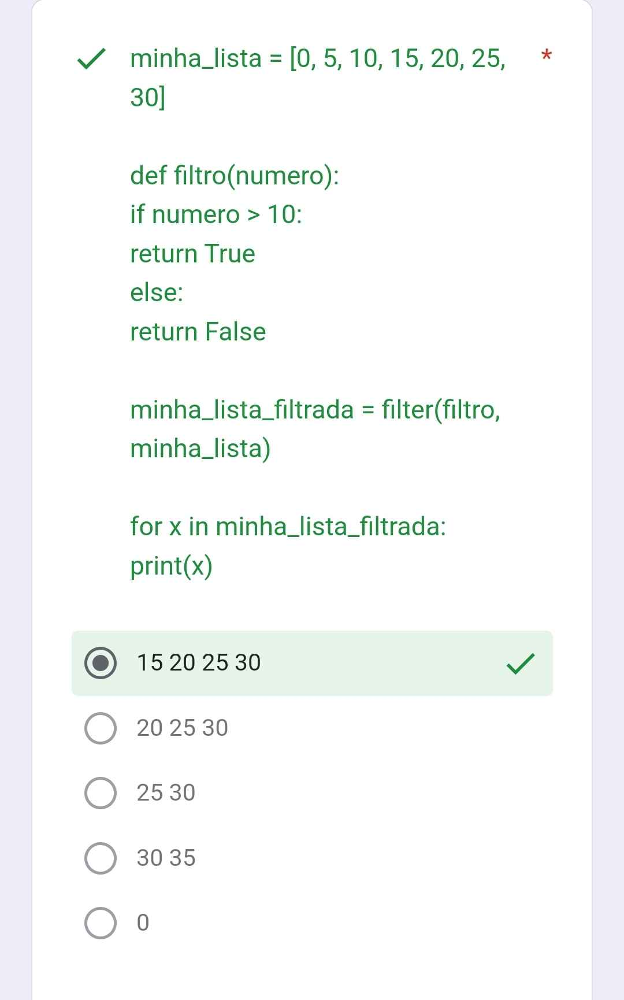 minha_lista = [0, 5, 10, 15, 20, 25, *
30]
def filtro(numero):
if numero > 10:
return True
else:
return False
minha_lista_filtrada = filter(filtro,
minha_lista)
for x in minha_lista_filtrada:
print(x)
15 20 25 30
20 25 30
25 30
30 35
0